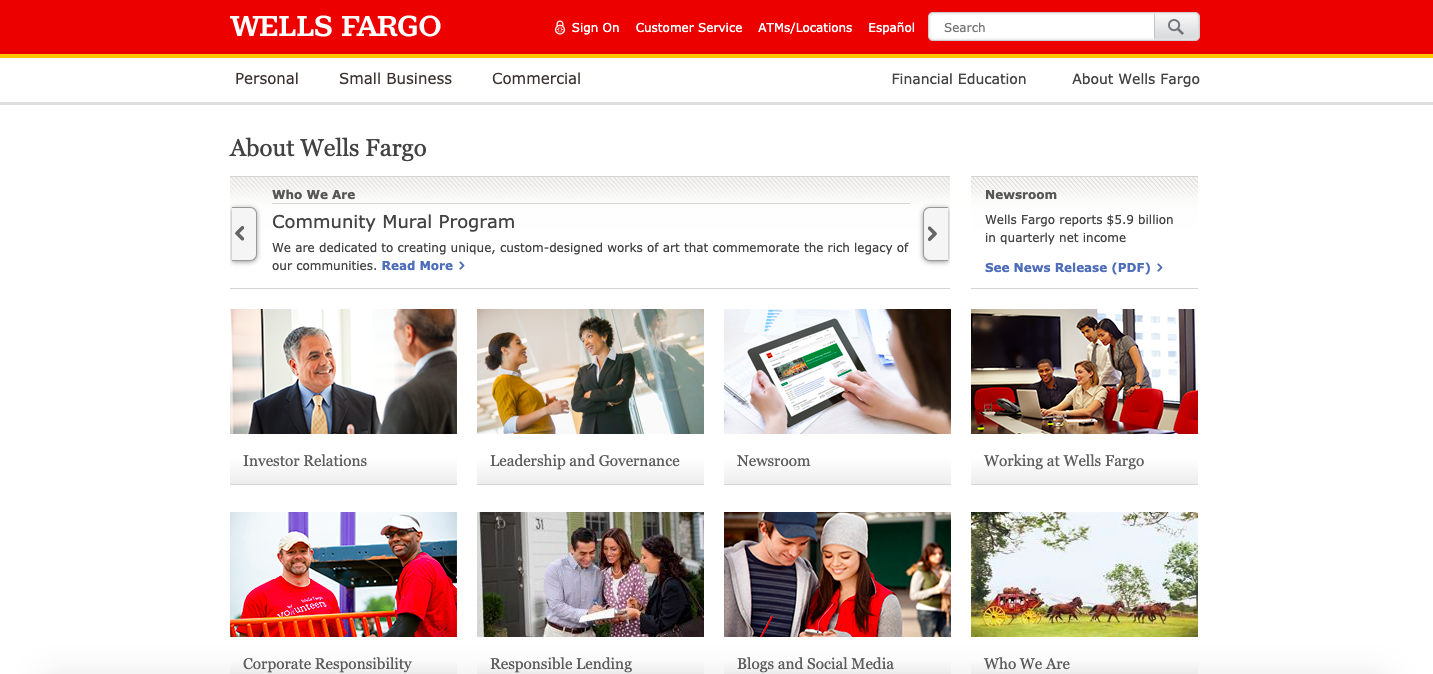 WELLS FARGO
Sign On Customer Service ATMs/Locations Español Search
Personal Small Business Commercial Financial Education About Wells Fargo
About Wells Fargo
Who We Are
Community Mural Program
We are dedicated to creating unique, custom-designed works of art that commemorate the rich legacy of
our communities. Read More
Newsroom
Wells Fargo reports $5.9 billion
in quarterly net income
See News Release (PDF)
Investor Relations
Leadership and Governance
Newsroom
Working at Wells Fargo
Wells Fargo
volunteers
31
Corporate Responsibility
Responsible Lending
Blogs and Social Media
Who We Are